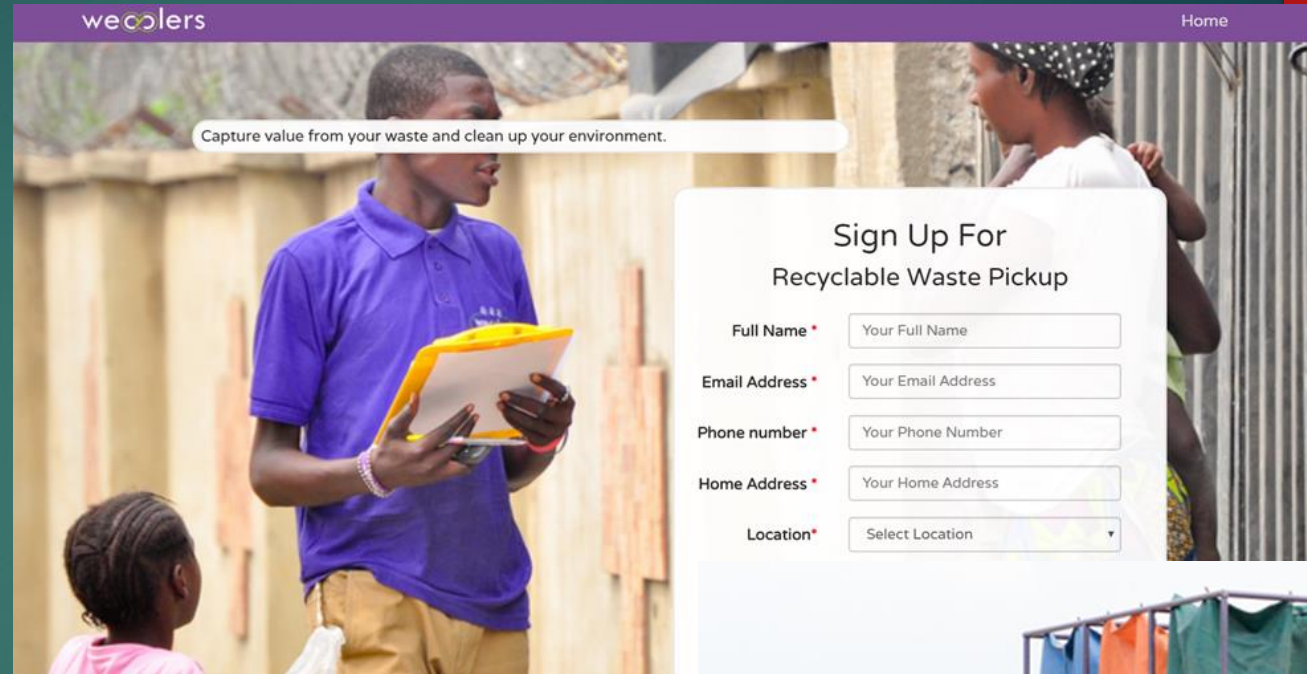 wecyclers
Home
Capture value from your waste and clean up your environment.
Sign Up For
Recyclable Waste Pickup
Full Name *
Your Full Name
Email Address *
Your Email Address
Phone number *
Your Phone Number
Home Address *
Your Home Address
Location*
Select Location